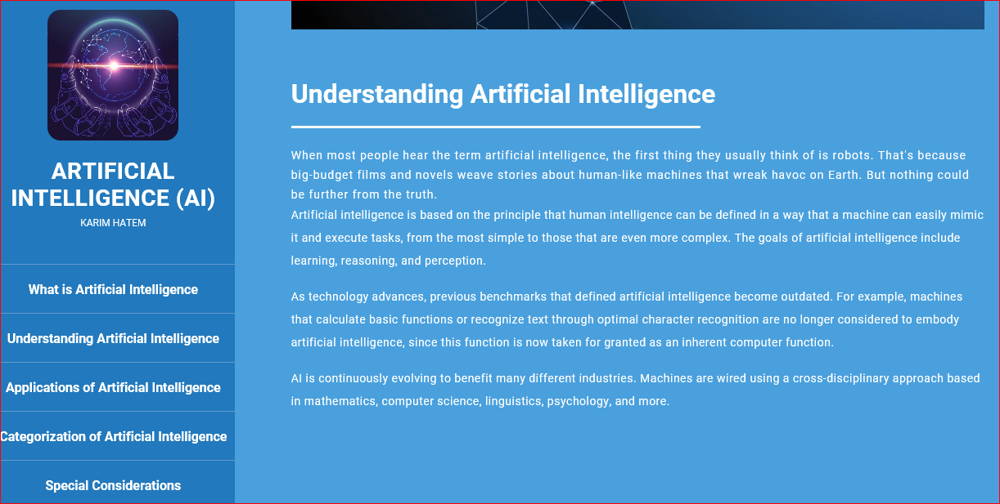 ARTIFICIAL
INTELLIGENCE (AI)
KARIM HATEM
What is Artificial Intelligence
Understanding Artificial Intelligence
Applications of Artificial Intelligence
Categorization of Artificial Intelligence
Special Considerations
Understanding Artificial Intelligence
When most people hear the term artificial intelligence, the first thing they usually think of is robots. That's because
big-budget films and novels weave stories about human-like machines that wreak havoc on Earth. But nothing could
be further from the truth.
Artificial intelligence is based on the principle that human intelligence can be defined in a way that a machine can easily mimic
it and execute tasks, from the most simple to those that are even more complex. The goals of artificial intelligence include
learning, reasoning, and perception.
As technology advances, previous benchmarks that defined artificial intelligence become outdated. For example, machines
that calculate basic functions or recognize text through optimal character recognition are no longer considered to embody
artificial intelligence, since this function is now taken for granted as an inherent computer function.
AI is continuously evolving to benefit many different industries. Machines are wired using a cross-disciplinary approach based
in mathematics, computer science, linguistics, psychology, and more.